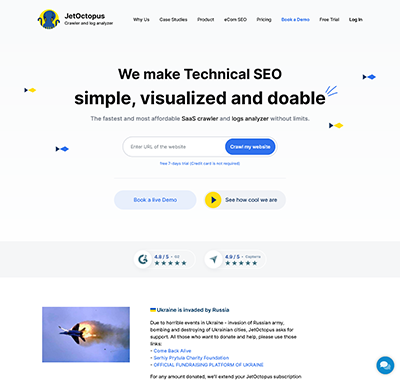 JetOctopus
Crawler and log analyzer
Why Us Case Studies Product eCom SEO Pricing Book a Demo Free Trial Log In
We make Technical SEO
simple, visualized and doable
The fastest and most affordable SaaS crawler and logs analyzer without limits.
Enter URL of the website Crawl my website
Free 7-days trial (Credit card is not required)
Book a live Demo See how cool we are
4.8 / 5 - G2 4.9 / 5 - Capterra
Ukraine is invaded by Russia
Due to horrible events in Ukraine - invasion of Russian army,
bombing and destroying of Ukrainian cities, JetOctopus asks for
support. All those who want to donate and help, please use those
links:
- Come Back Alive
- Serhiy Prytula Charity Foundation
- OFFICIAL FUNDRAISING PLATFORM OF UKRAINE
For any amount donated, we'll extend your JetOctopus subscription